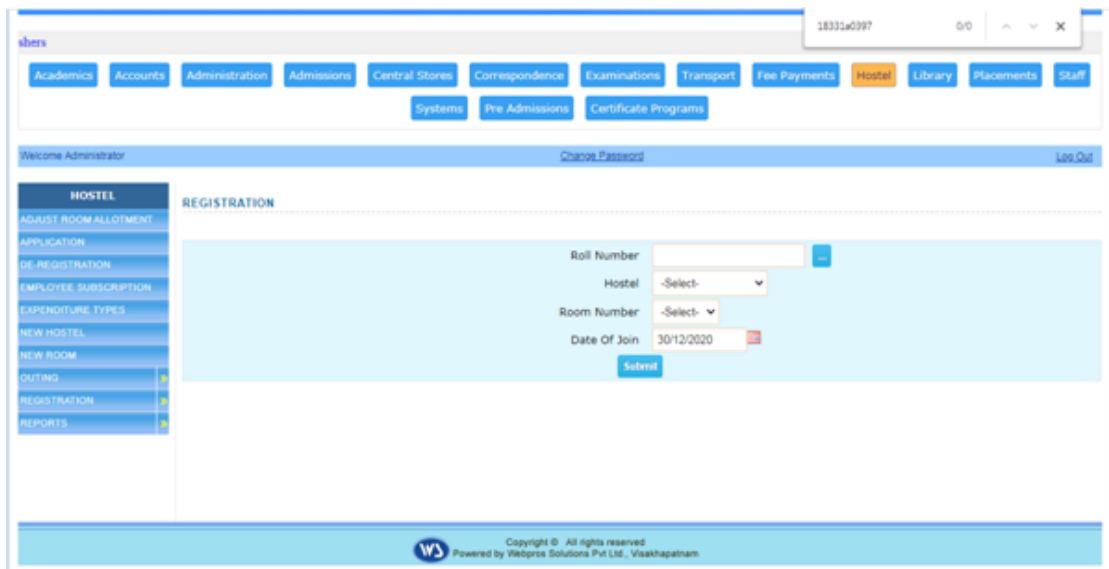 18331a0397 0/0
shers
Academics Accounts Administration Admissions Central Stores Correspondence Examinations Transport Fee Payments Hostel Library Placements Staff
Systems Pre Admissions Certificate Programs
Welcome Administrator Change Password Log Out
HOSTEL
ADJUST ROOM ALLOTMENT
APPLICATION
DE-REGISTRATION
EMPLOYEE SUBSCRIPTION
EXPENDITURE TYPES
NEW HOSTEL
NEW ROOM
OUTING »
REGISTRATION »
REPORTS »
REGISTRATION
Roll Number ...
Hostel -Select-
Room Number -Select-
Date Of Join 30/12/2020
Submit
WS
Copyright © All rights reserved
Powered by Webpros Solutions Pvt Ltd., Visakhapatnam